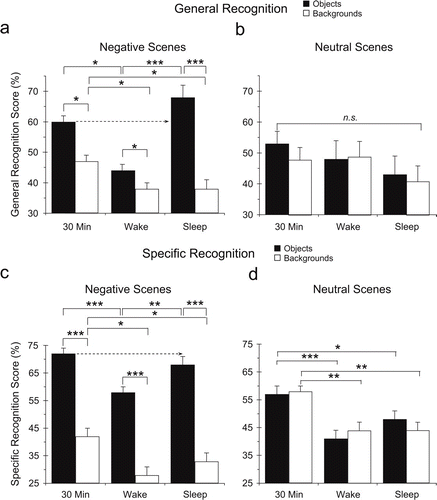 General Recognition
Objects
Backgrounds
a
Negative Scenes
* *** ***
*
*
* *
General Recognition Score (%)
60
50
40
30
30 Min Wake Sleep
b
Neutral Scenes
n.s.
70
60
50
40
30
30 Min Wake Sleep
Specific Recognition
Objects
Backgrounds
c
Negative Scenes
*** ** ***
*
*** *
***
Specific Recognition Score (%)
75
65
55
45
35
25
30 Min Wake Sleep
d
Neutral Scenes
*
***
**
**
75
65
55
45
35
25
30 Min Wake Sleep